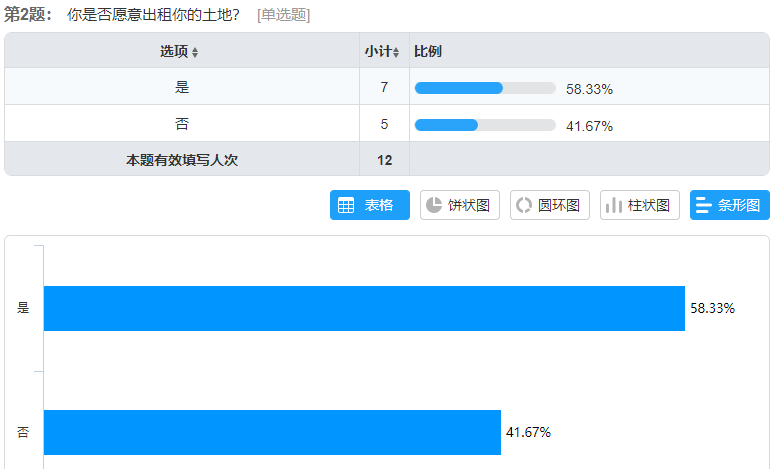 第2题： 你是否愿意出租你的土地？ [单选题]
选项 小计 比例
是 7 58.33%
否 5 41.67%
本题有效填写人次 12
表格 饼状图 圆环图 柱状图 条形图
是 58.33%
否 41.67%